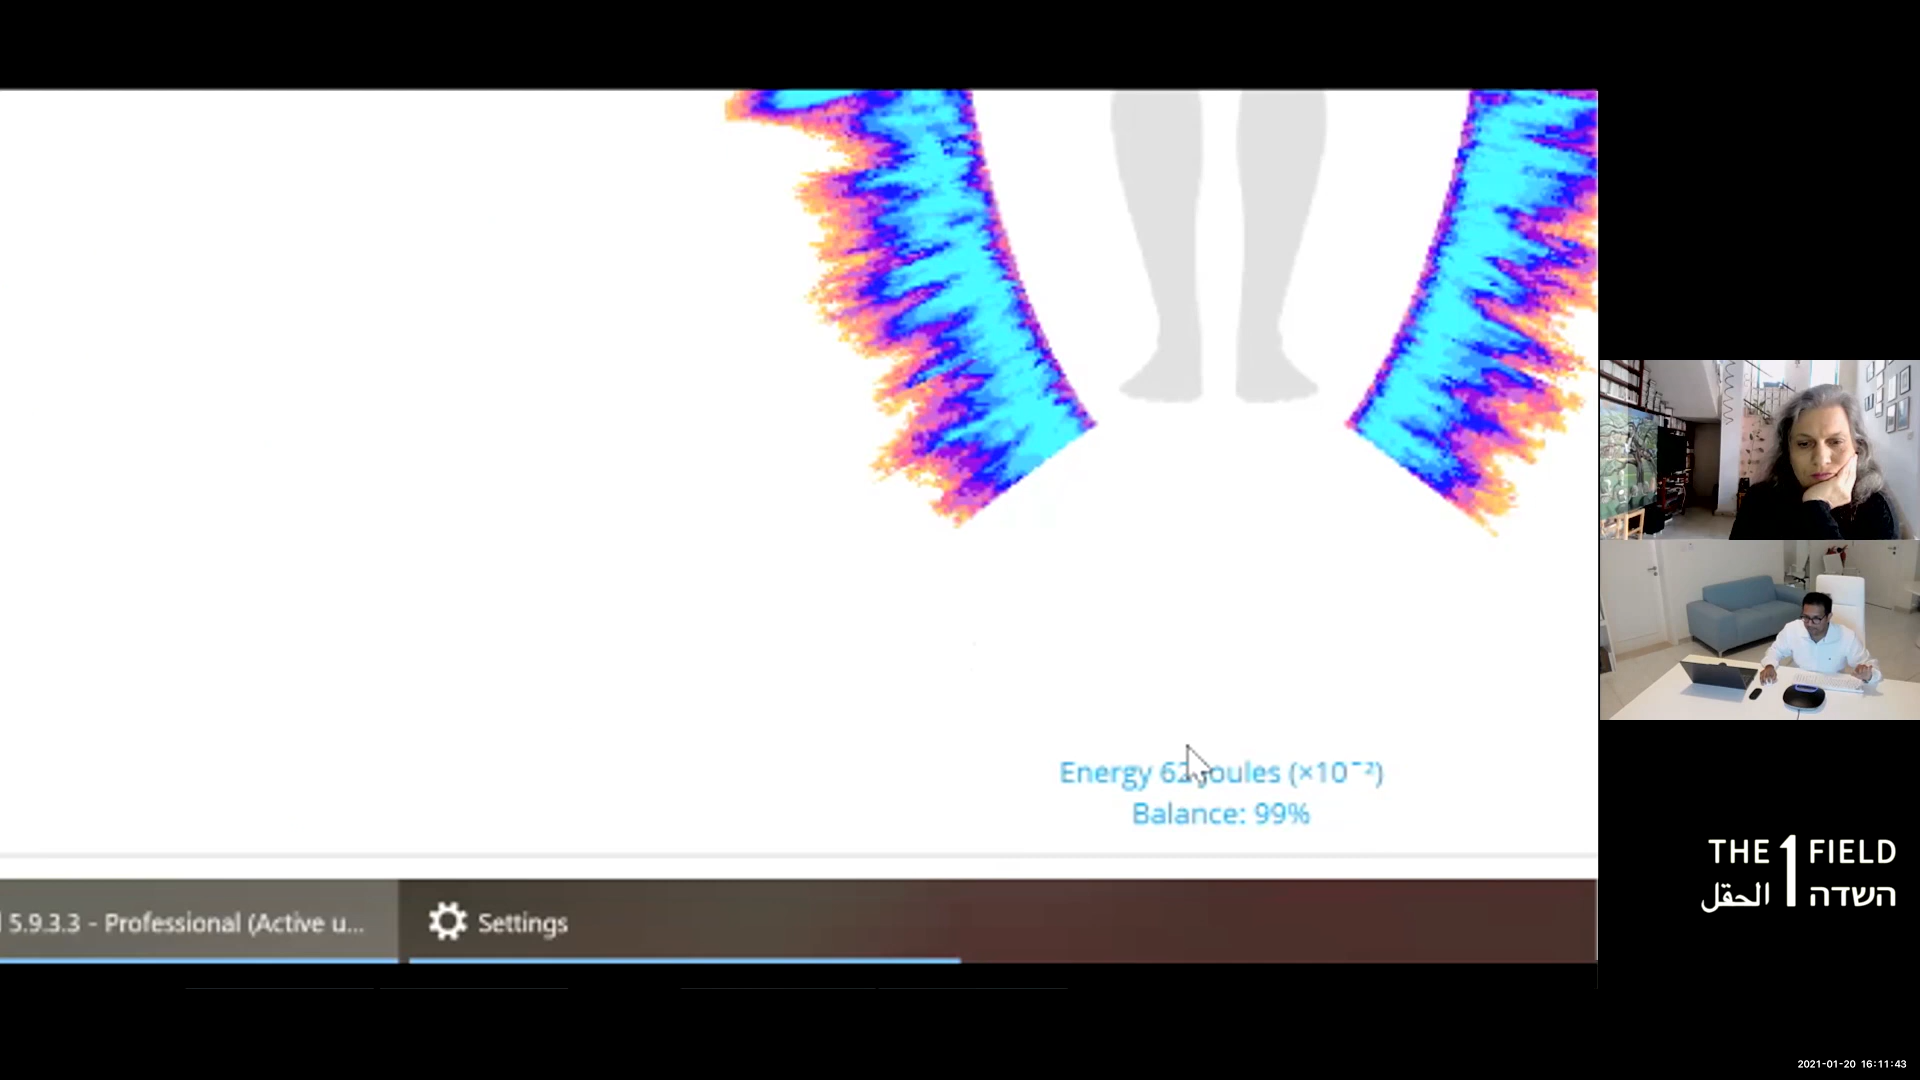 Energy 62 Joules (×10⁻²)
Balance: 99%
5.9.3.3 - Professional (Active u...
Settings
THE 1 FIELD
الحقل השדה
2021-01-20 16:11:43